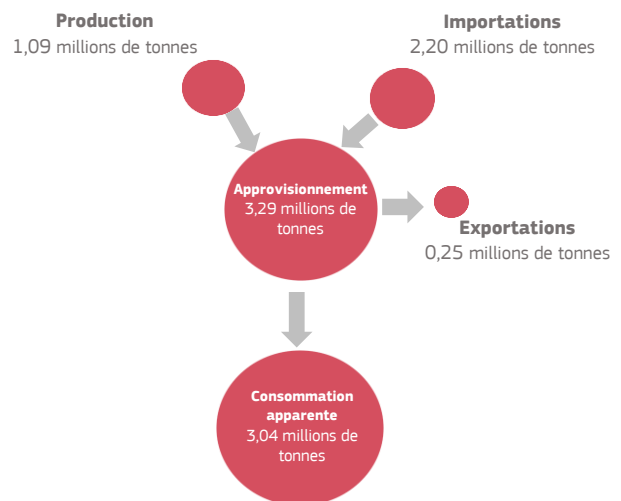 Production
1,09 millions de tonnes
Importations
2,20 millions de tonnes
Approvisionnement
3,29 millions de
tonnes
Exportations
0,25 millions de tonnes
Consommation
apparente
3,04 millions de
tonnes